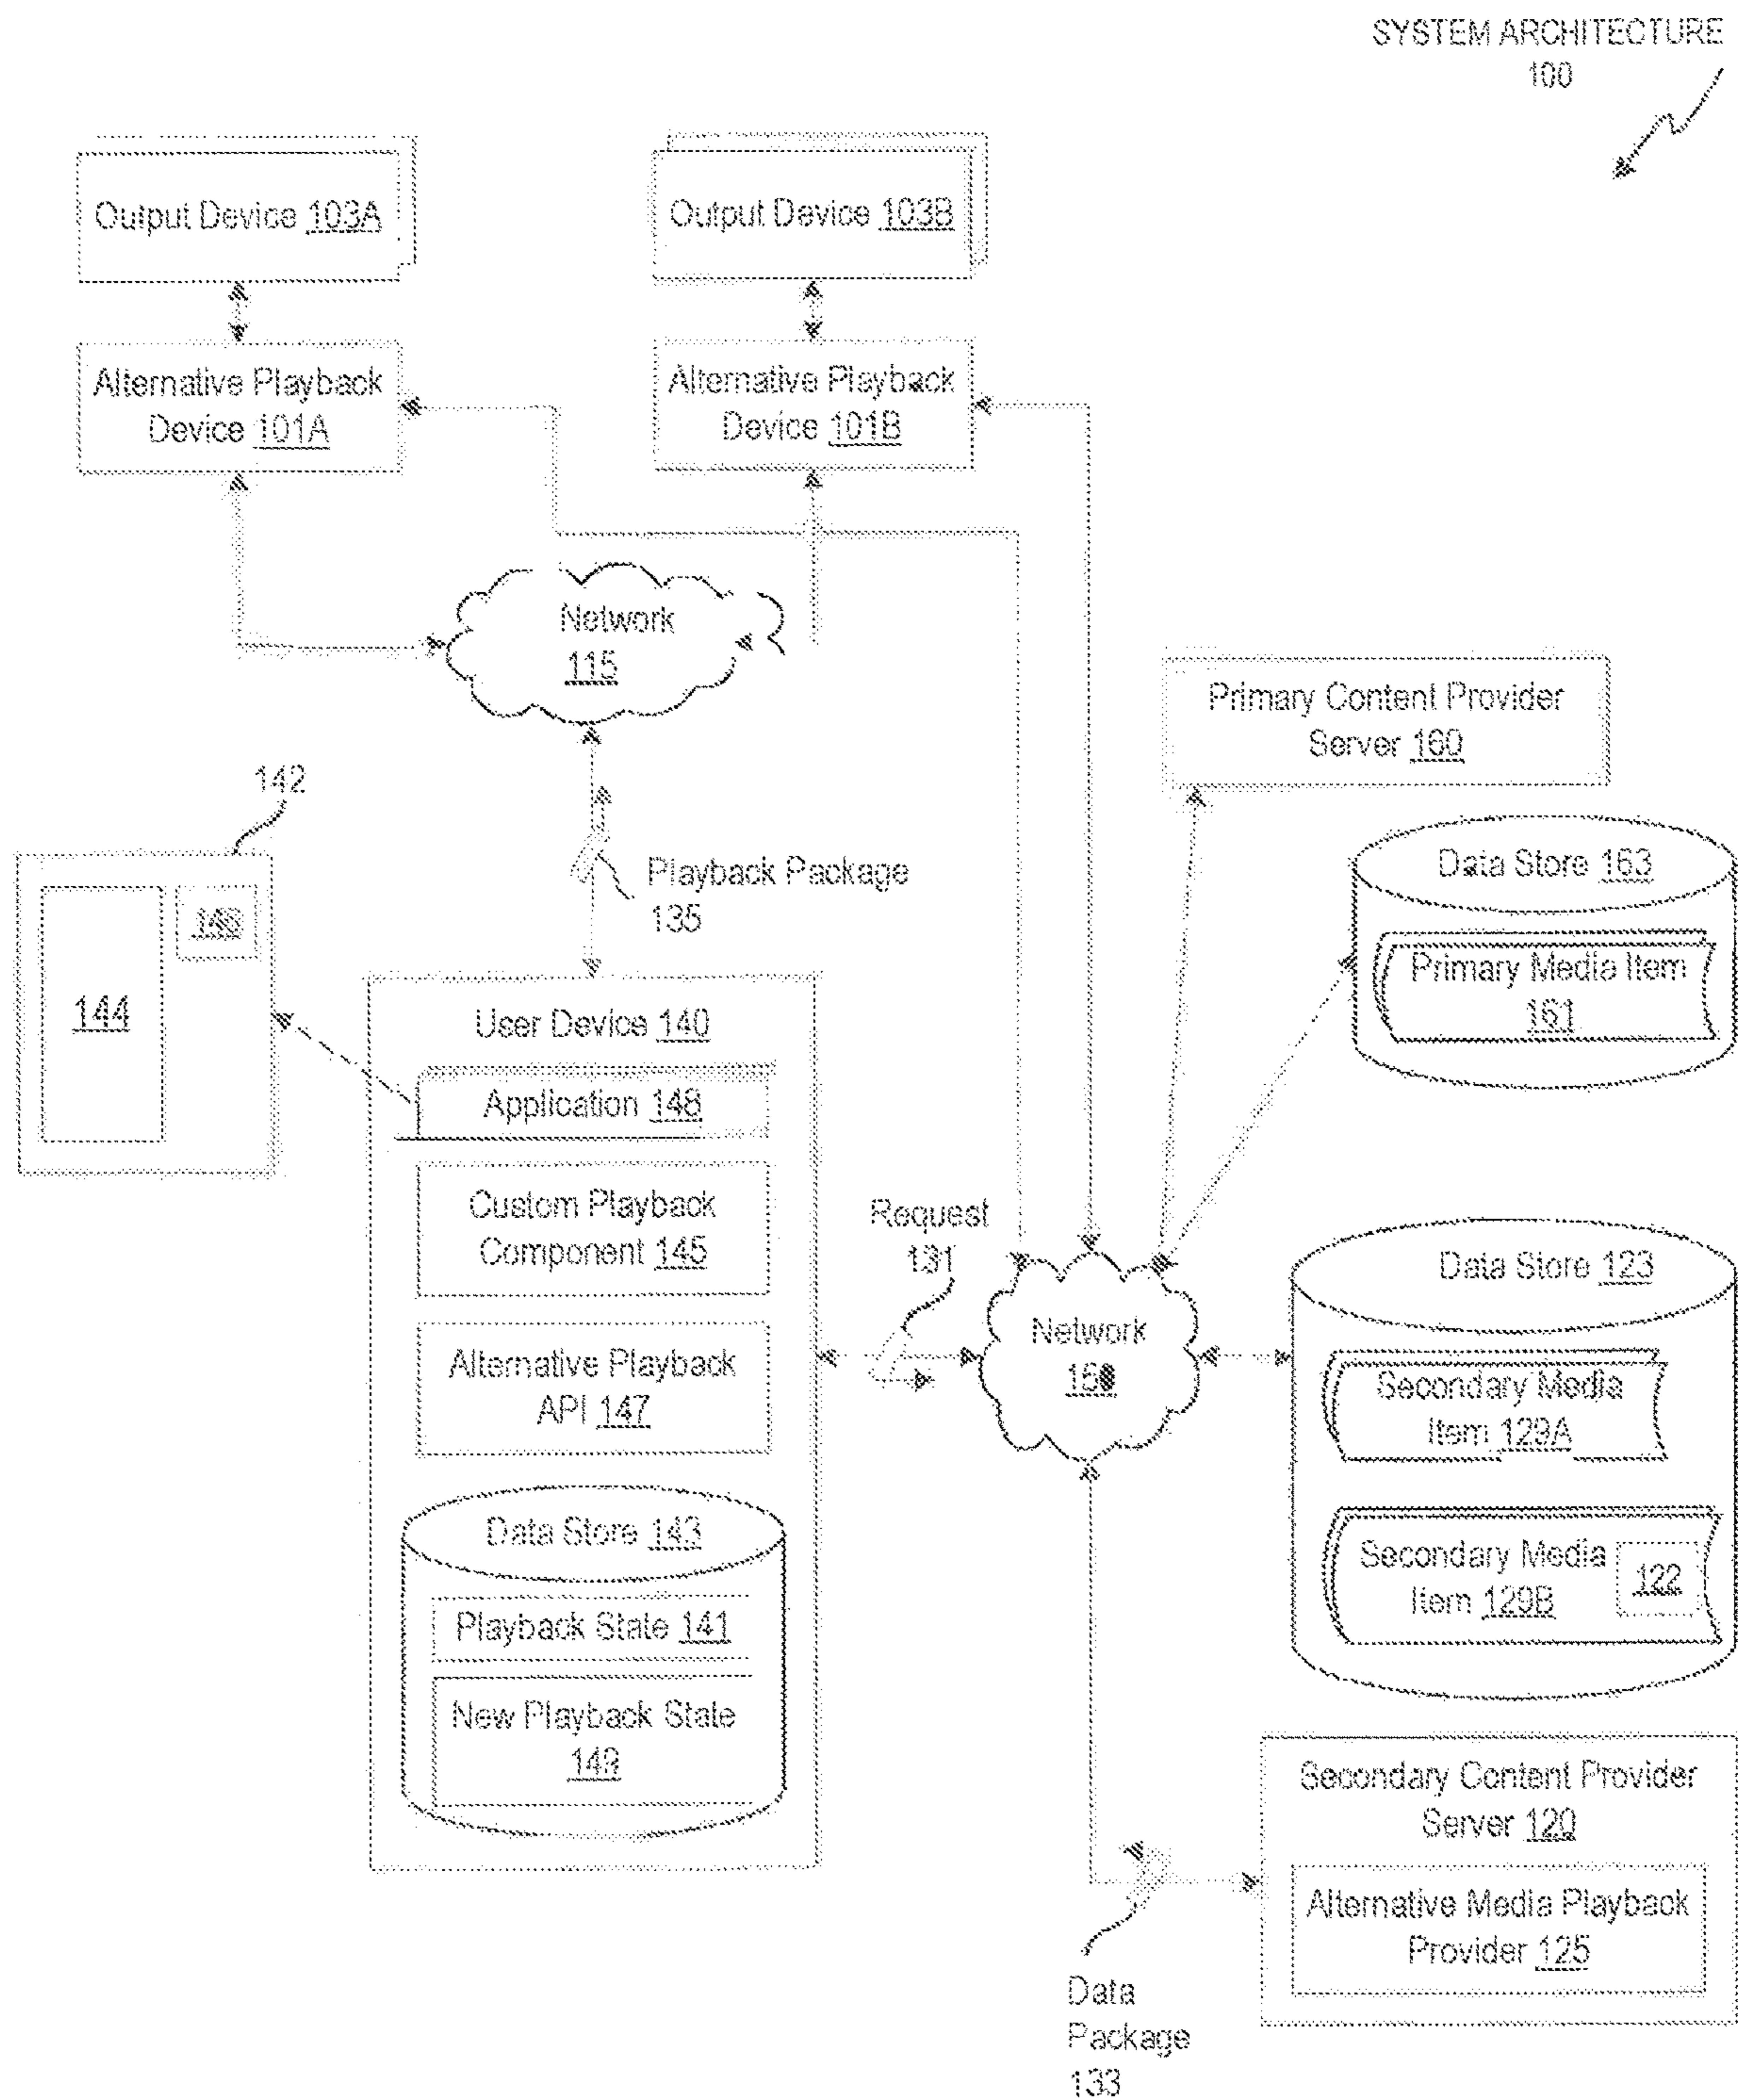 SYSTEM ARCHITECTURE
100
Output Device 103A
Output Device 103B
Alternative Playback
Device 101A
Alternative Playback
Device 101B
Network
115
Primary Content Provider
Server 160
142
Playback Package
135
Data Store 163
Primary Media Item
161
144
User Device 140
Application 148
Custom Playback
Component 145
Request
131
Data Store 123
Network
Alternative Playback
API 147
Secondary Media
Item 129A
Data Store 143
Secondary Media
Item 129B
122
Playback State 141
New Playback State
149
Secondary Content Provider
Server 120
Alternative Media Playback
Provider 125
Data
Package
133